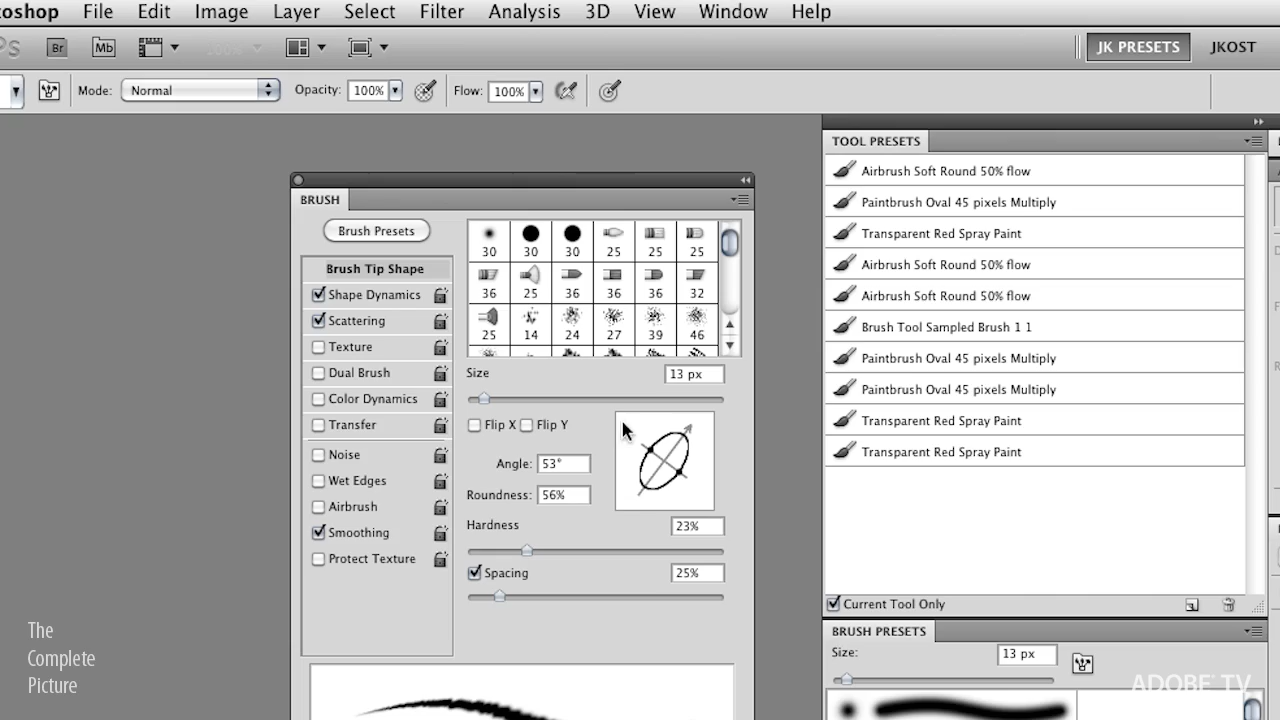 oshop File Edit Image Layer Select Filter Analysis 3D View Window Help
PS Br Mb 100% JK PRESETS JKOST
Mode: Normal Opacity: 100% Flow: 100%
BRUSH
Brush Presets
Brush Tip Shape
Shape Dynamics
Scattering
Texture
Dual Brush
Color Dynamics
Transfer
Noise
Wet Edges
Airbrush
Smoothing
Protect Texture
30 30 30 25 25 25
36 25 36 36 36 32
25 14 24 27 39 46
Size 13 px
Flip X Flip Y
Angle: 53°
Roundness: 56%
Hardness 23%
Spacing 25%
TOOL PRESETS
Airbrush Soft Round 50% flow
Paintbrush Oval 45 pixels Multiply
Transparent Red Spray Paint
Airbrush Soft Round 50% flow
Airbrush Soft Round 50% flow
Brush Tool Sampled Brush 1 1
Paintbrush Oval 45 pixels Multiply
Paintbrush Oval 45 pixels Multiply
Transparent Red Spray Paint
Transparent Red Spray Paint
Current Tool Only
BRUSH PRESETS
Size: 13 px
The
Complete
Picture
ADOBE® TV